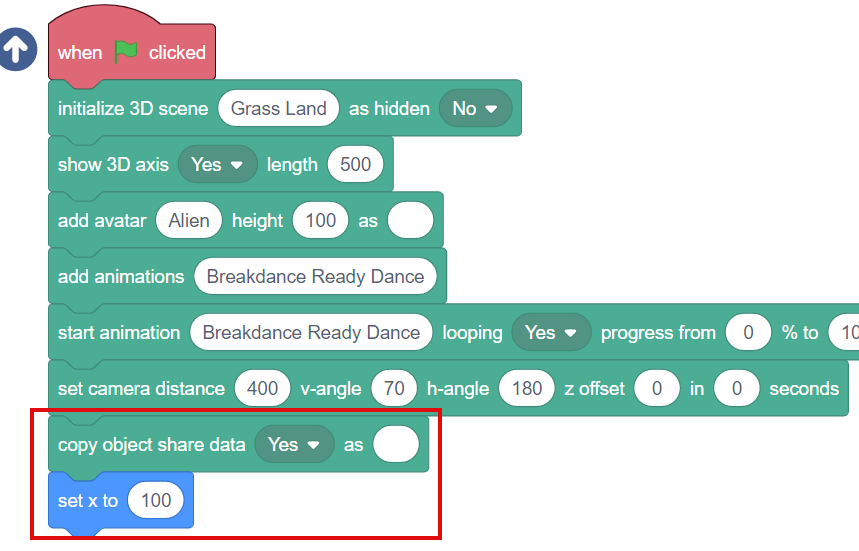 when clicked
initialize 3D scene Grass Land as hidden No
show 3D axis Yes length 500
add avatar Alien height 100 as
add animations Breakdance Ready Dance
start animation Breakdance Ready Dance looping Yes progress from 0 % to 10
set camera distance 400 v-angle 70 h-angle 180 z offset 0 in 0 seconds
copy object share data Yes as
set x to 100